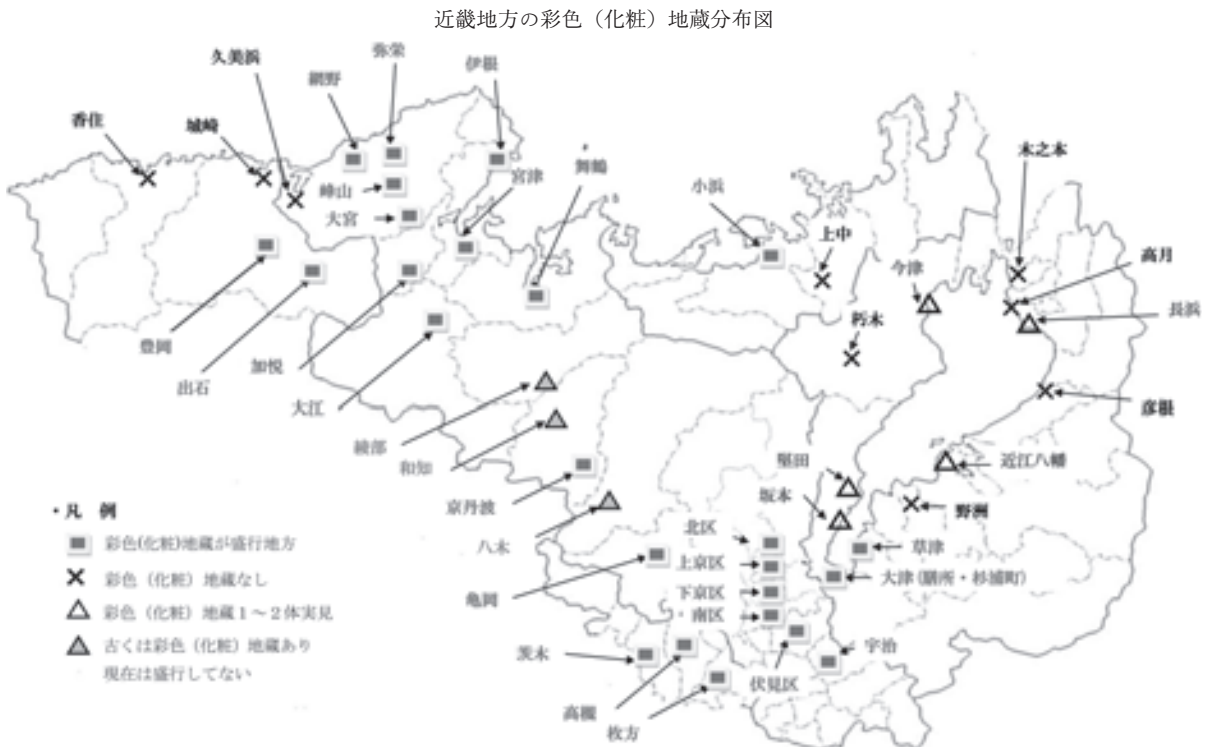 近畿地方の彩色（化粧）地蔵分布図
久美浜
網野
弥栄
伊根
香住
城崎
峰山
大宮
宮津
舞鶴
小浜
上中
今津
木之本
高月
長浜
朽木
彦根
豊岡
出石
加悦
大江
綾部
和知
京丹波
八木
亀岡
堅田
坂本
近江八幡
野洲
草津
大津(膳所・杉浦町)
北区
上京区
下京区
南区
茨木
高槻
枚方
伏見区
宇治
・凡　例
彩色(化粧)地蔵が盛行地方
彩色（化粧）地蔵なし
彩色（化粧）地蔵１～２体実見
古くは彩色（化粧）地蔵あり
現在は盛行してない